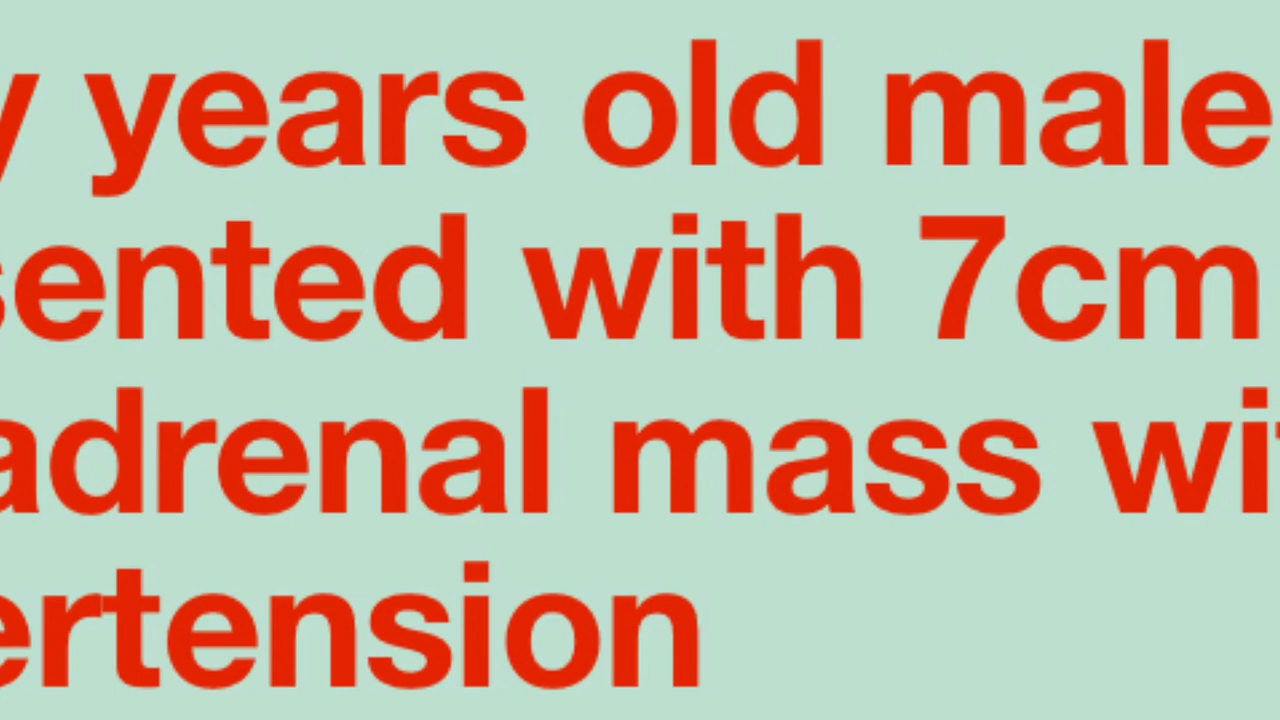 y years old male
sented with 7cm
adrenal mass wi
ertension